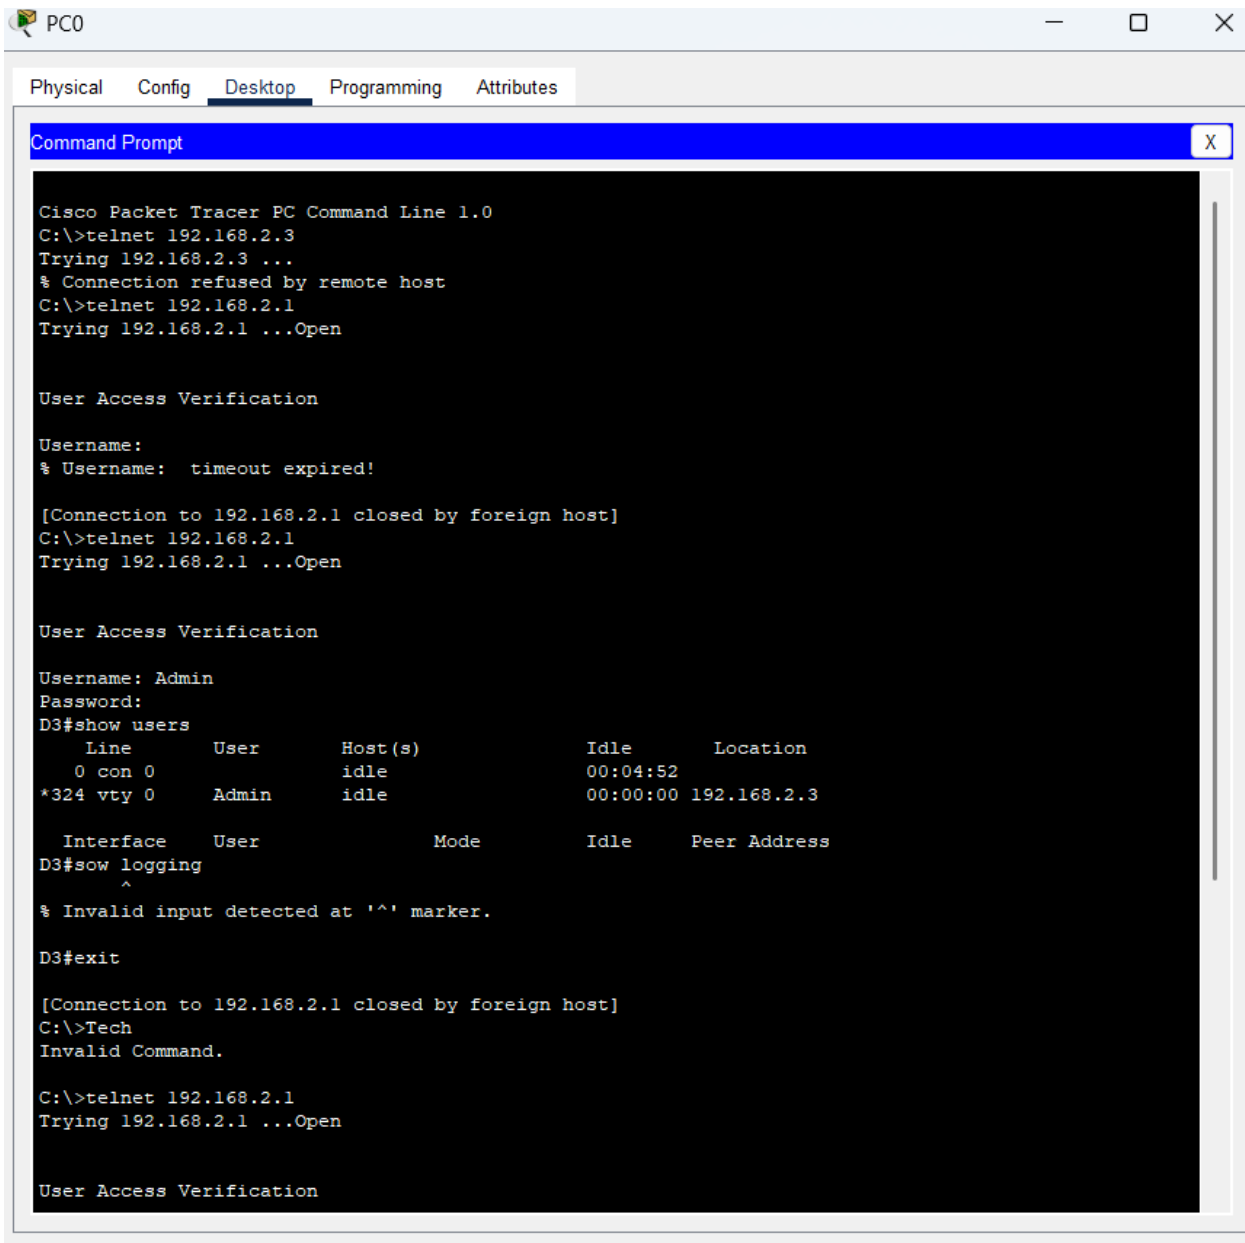 PC0
Physical Config Desktop Programming Attributes
Command Prompt X
Cisco Packet Tracer PC Command Line 1.0
C:\>telnet 192.168.2.3
Trying 192.168.2.3 ...
% Connection refused by remote host
C:\>telnet 192.168.2.1
Trying 192.168.2.1 ...Open
User Access Verification
Username:
% Username:  timeout expired!
[Connection to 192.168.2.1 closed by foreign host]
C:\>telnet 192.168.2.1
Trying 192.168.2.1 ...Open
User Access Verification
Username: Admin
Password:
D3#show users
    Line       User       Host(s)              Idle       Location
   0 con 0                idle                 00:04:52
*324 vty 0     Admin      idle                 00:00:00 192.168.2.3
  Interface    User               Mode         Idle     Peer Address
D3#sow logging
       ^
% Invalid input detected at '^' marker.
D3#exit
[Connection to 192.168.2.1 closed by foreign host]
C:\>Tech
Invalid Command.
C:\>telnet 192.168.2.1
Trying 192.168.2.1 ...Open
User Access Verification